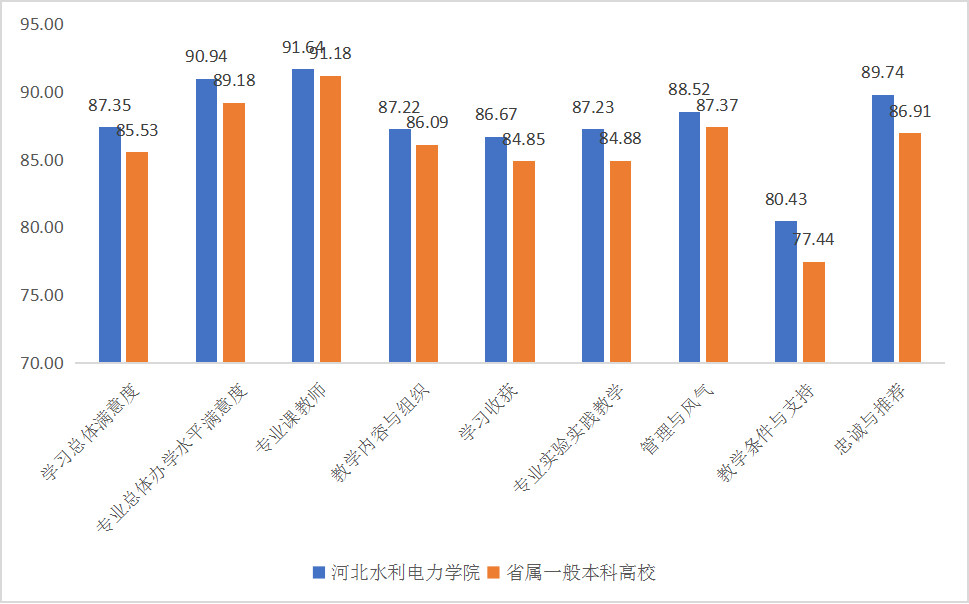 95.00
90.00
85.00
80.00
75.00
70.00
87.35
85.53
90.94
89.18
91.64
91.18
87.22
86.09
86.67
84.85
87.23
84.88
88.52
87.37
80.43
77.44
89.74
86.91
学习总体满意度
专业总体办学水平满意度
专业课教师
教学内容与组织
学习收获
专业实验实践教学
管理与风气
教学条件与支持
忠诚与推荐
河北水利电力学院
省属一般本科高校